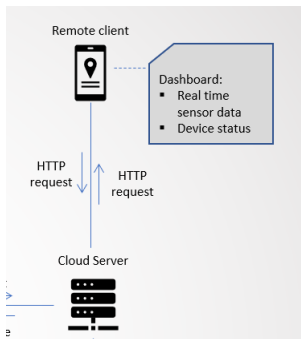 Remote client
Dashboard:
▪ Real time
sensor data
▪ Device status
HTTP
request
HTTP
request
Cloud Server
e